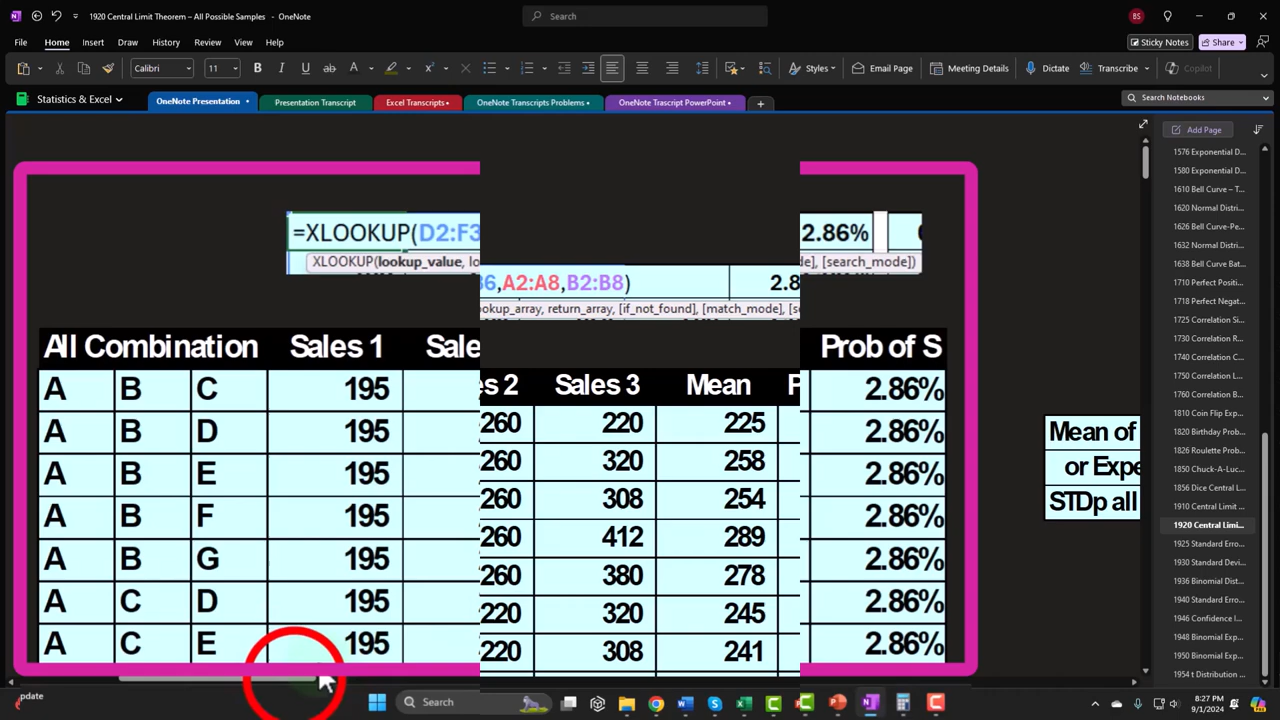 1920 Central Limit Theorem – All Possible Samples - OneNote
Search
BS
File Home Insert Draw History Review View Help
Sticky Notes Share
Calibri 11 B I U ab A Styles Email Page Meeting Details Dictate Transcribe Copilot
Statistics & Excel OneNote Presentation Presentation Transcript Excel Transcripts OneNote Transcripts Problems OneNote Trascript PowerPoint + Search Notebooks
Add Page
1576 Exponential D...
1580 Exponential D...
1610 Bell Curve – T...
1620 Normal Distri...
1626 Bell Curve-Pe...
1632 Normal Distri...
1638 Bell Curve Bat...
1710 Perfect Positi...
1718 Perfect Negat...
1725 Correlation Si...
1730 Correlation R...
1740 Correlation C...
1750 Correlation L...
1760 Correlation B...
1810 Coin Flip Exp...
1820 Birthday Prob...
1826 Roulette Prob...
1850 Chuck-A-Luc...
1856 Dice Central L...
1910 Central Limit ...
1920 Central Limi...
1925 Standard Erro...
1930 Standard Devi...
1936 Binomial Dist...
1940 Standard Erro...
1946 Confidence I...
1948 Binomial Exp...
1950 Binomial Exp...
1954 t Distribution ...
=XLOOKUP(D2:F3
2.86%
XLOOKUP(lookup_value, lo
de], [search_mode])
6,A2:A8,B2:B8) 2.8
ookup_array, return_array, [if_not_found], [match_mode], [s
All Combination Sales 1 Sale
s 2 Sales 3 Mean P
Prob of S
A B C 195 260 220 225 2.86%
A B D 195 260 320 258 2.86%
A B E 195 260 308 254 2.86%
A B F 195 260 412 289 2.86%
A B G 195 260 380 278 2.86%
A C D 195 220 320 245 2.86%
A C E 195 220 308 241 2.86%
Mean of
or Expe
STDp all
pdate
Search
8:27 PM
9/1/2024